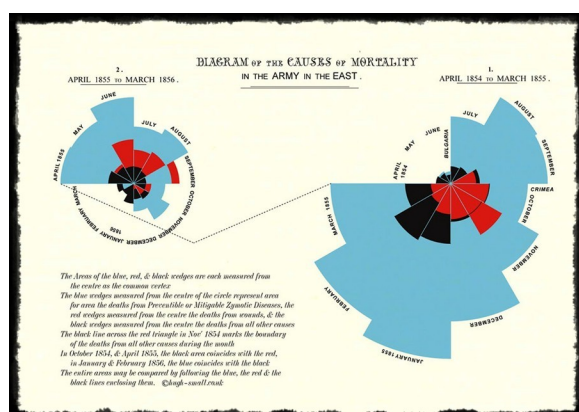 DIAGRAM OF THE CAUSES OF MORTALITY
IN THE ARMY IN THE EAST.
2.
APRIL 1855 TO MARCH 1856.
1.
APRIL 1854 TO MARCH 1855.
APRIL 1855
MAY
JUNE
JULY
AUGUST
SEPTEMBER
OCTOBER
NOVEMBER
DECEMBER
JANUARY
1856
FEBRUARY
MARCH
APRIL
1854
MAY
JUNE
BULGARIA
JULY
AUGUST
SEPTEMBER
CRIMEA
OCTOBER
NOVEMBER
DECEMBER
JANUARY 1855
FEBRUARY
MARCH 1855
The Areas of the blue, red, & black wedges are each measured from
the centre as the common vertex
The blue wedges measured from the centre of the circle represent area
for area the deaths from Preventible or Mitigable Zymotic Diseases, the
red wedges measured from the centre the deaths from wounds, & the
black wedges measured from the centre the deaths from all other causes
The black line across the red triangle in Nov' 1854 marks the boundary
of the deaths from all other causes during the month
In October 1854, & April 1855, the black area coincides with the red,
in January & February 1856, the blue coincides with the black
The entire areas may be compared by following the blue, the red & the
black lines enclosing them. ©hugh-small.co.uk